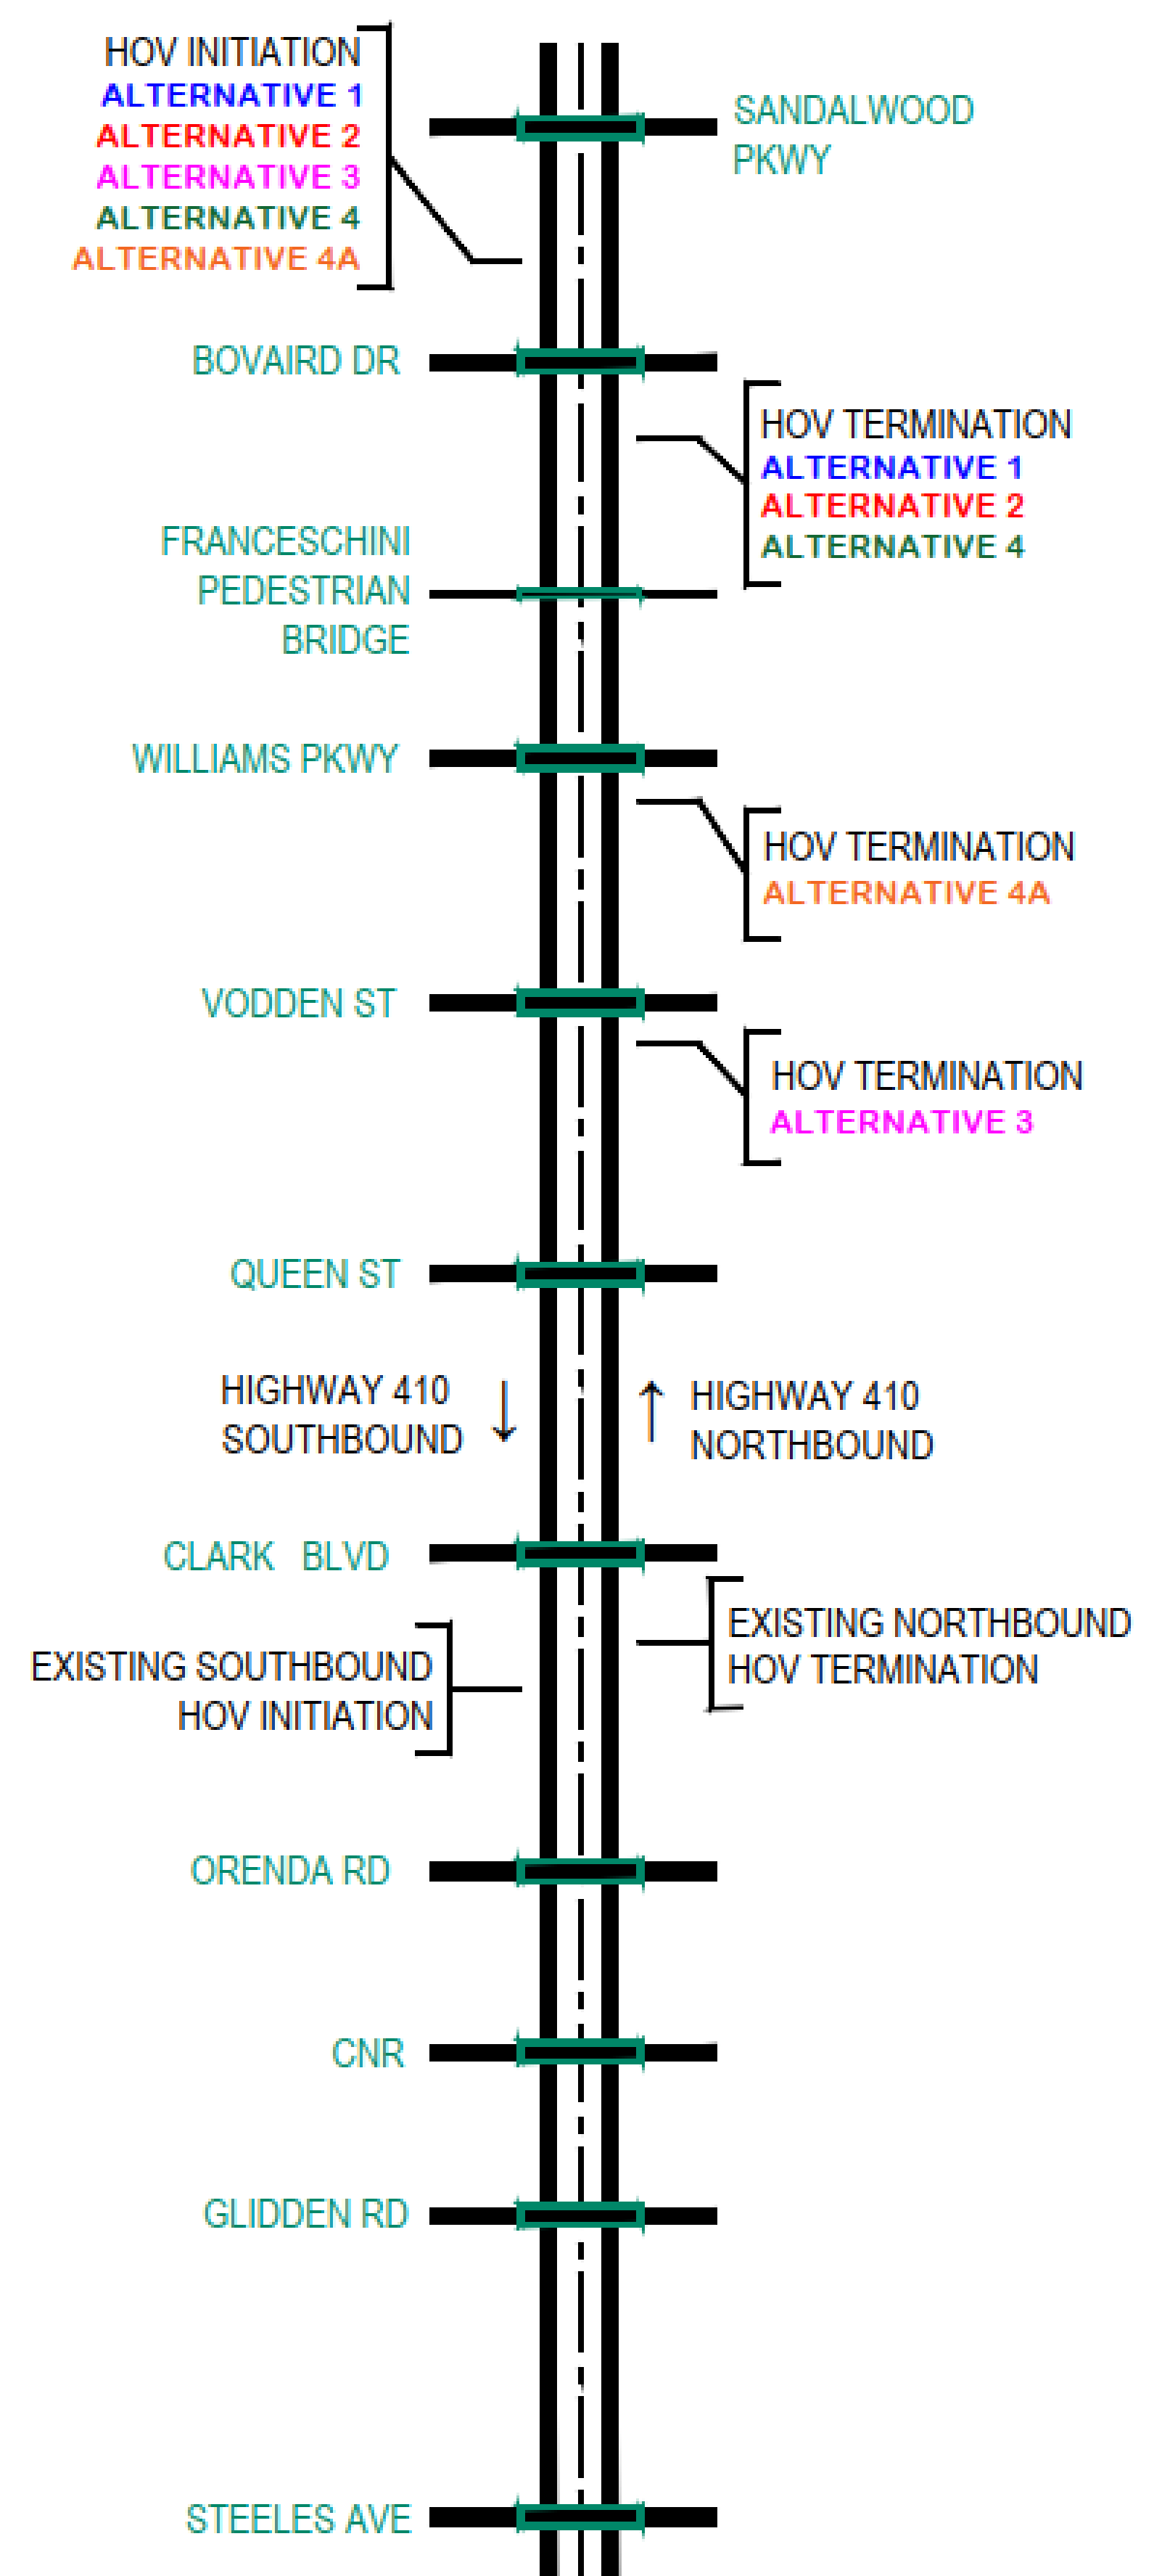 HOV INITIATION
ALTERNATIVE 1
ALTERNATIVE 2
ALTERNATIVE 3
ALTERNATIVE 4
ALTERNATIVE 4A
SANDALWOOD
PKWY
BOVAIRD DR
HOV TERMINATION
ALTERNATIVE 1
ALTERNATIVE 2
ALTERNATIVE 4
FRANCESCHINI
PEDESTRIAN
BRIDGE
WILLIAMS PKWY
HOV TERMINATION
ALTERNATIVE 4A
VODDEN ST
HOV TERMINATION
ALTERNATIVE 3
QUEEN ST
HIGHWAY 410
SOUTHBOUND
HIGHWAY 410
NORTHBOUND
CLARK BLVD
EXISTING NORTHBOUND
HOV TERMINATION
EXISTING SOUTHBOUND
HOV INITIATION
ORENDA RD
CNR
GLIDDEN RD
STEELES AVE